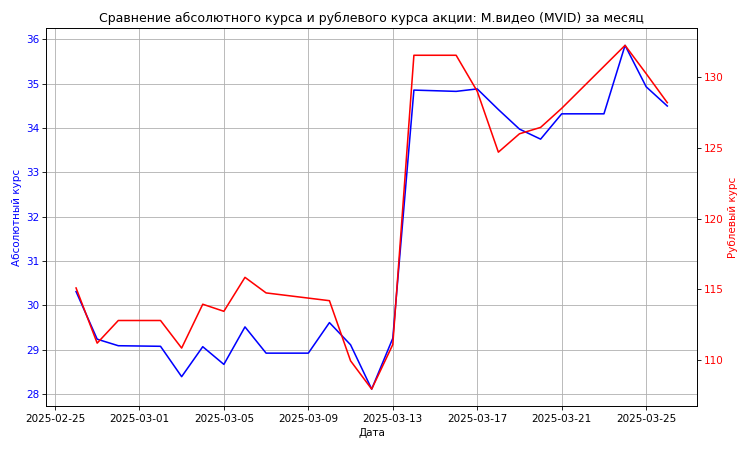 Сравнение абсолютного курса и рублевого курса акции: М.видео (MVID) за месяц
36
35
34
33
32
31
30
29
28
Абсолютный курс
130
125
120
115
110
Рублевый курс
2025-02-25 2025-03-01 2025-03-05 2025-03-09 2025-03-13 2025-03-17 2025-03-21 2025-03-25
Дата